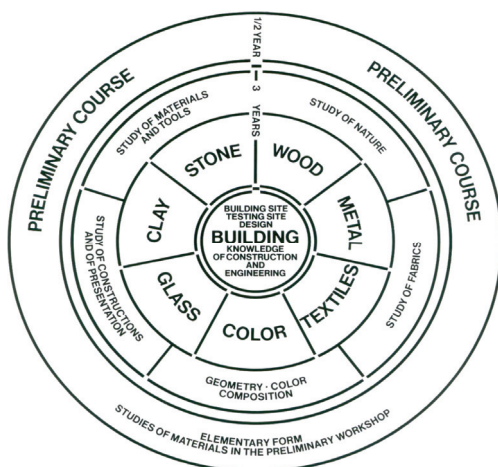 1/2 YEAR
PRELIMINARY COURSE
PRELIMINARY COURSE
3 YEARS
STUDY OF MATERIALS
AND TOOLS
STUDY OF NATURE
STONE
WOOD
CLAY
METAL
BUILDING SITE
TESTING SITE
DESIGN
BUILDING
KNOWLEDGE
OF CONSTRUCTION
AND
ENGINEERING
STUDY OF CONSTRUCTIONS
AND OF PRESENTATION
STUDY OF FABRICS
GLASS
TEXTILES
COLOR
GEOMETRY · COLOR
COMPOSITION
ELEMENTARY FORM
STUDIES OF MATERIALS IN THE PRELIMINARY WORKSHOP